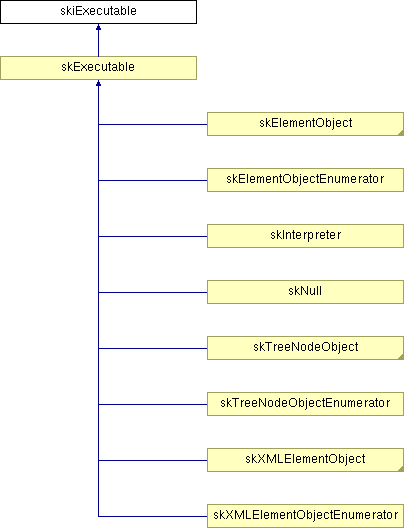 skiExecutable
skExecutable
skElementObject
skElementObjectEnumerator
skInterpreter
skNull
skTreeNodeObject
skTreeNodeObjectEnumerator
skXMLElementObject
skXMLElementObjectEnumerator